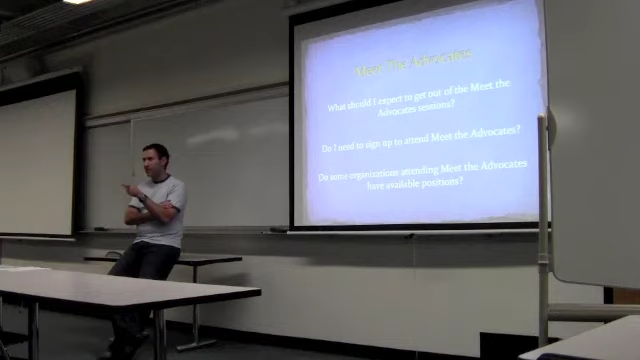 Meet The Advocates
What should I expert to get out of the Meet the
Advocates sessions?
Do I need to sign up to attend Meet the Advocates?
Do some organizations attending Meet the Advocates
have available positions?